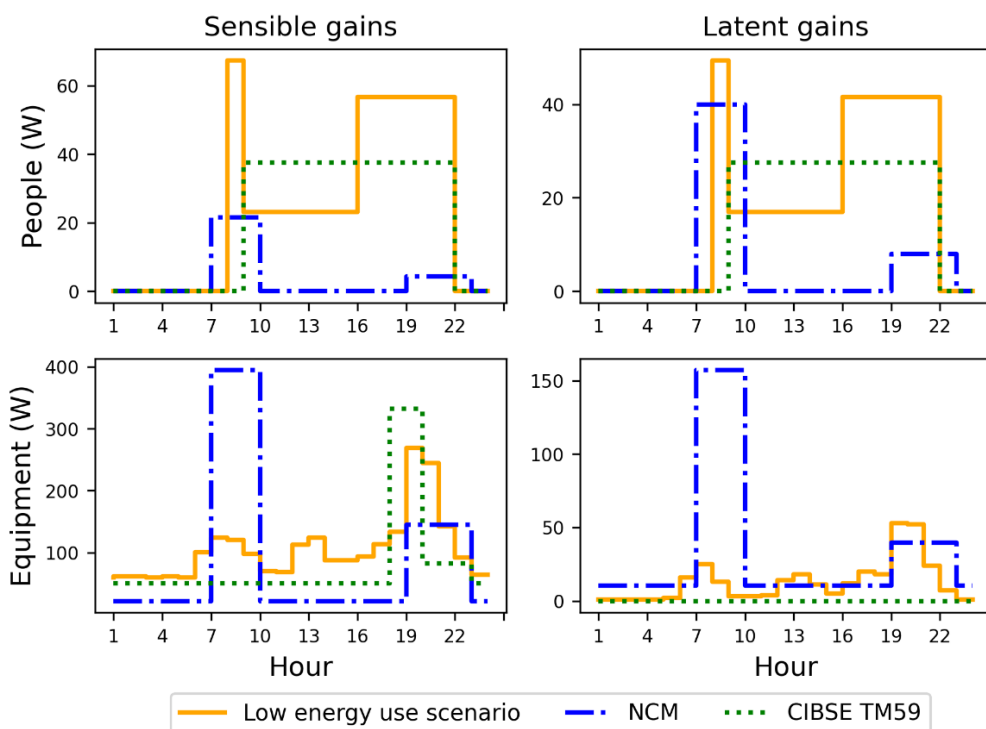 Sensible gains
Latent gains
People (W)
60
40
20
0
1 4 7 10 13 16 19 22
40
20
0
1 4 7 10 13 16 19 22
Equipment (W)
400
300
200
100
1 4 7 10 13 16 19 22
Hour
150
100
50
0
1 4 7 10 13 16 19 22
Hour
Low energy use scenario NCM CIBSE TM59